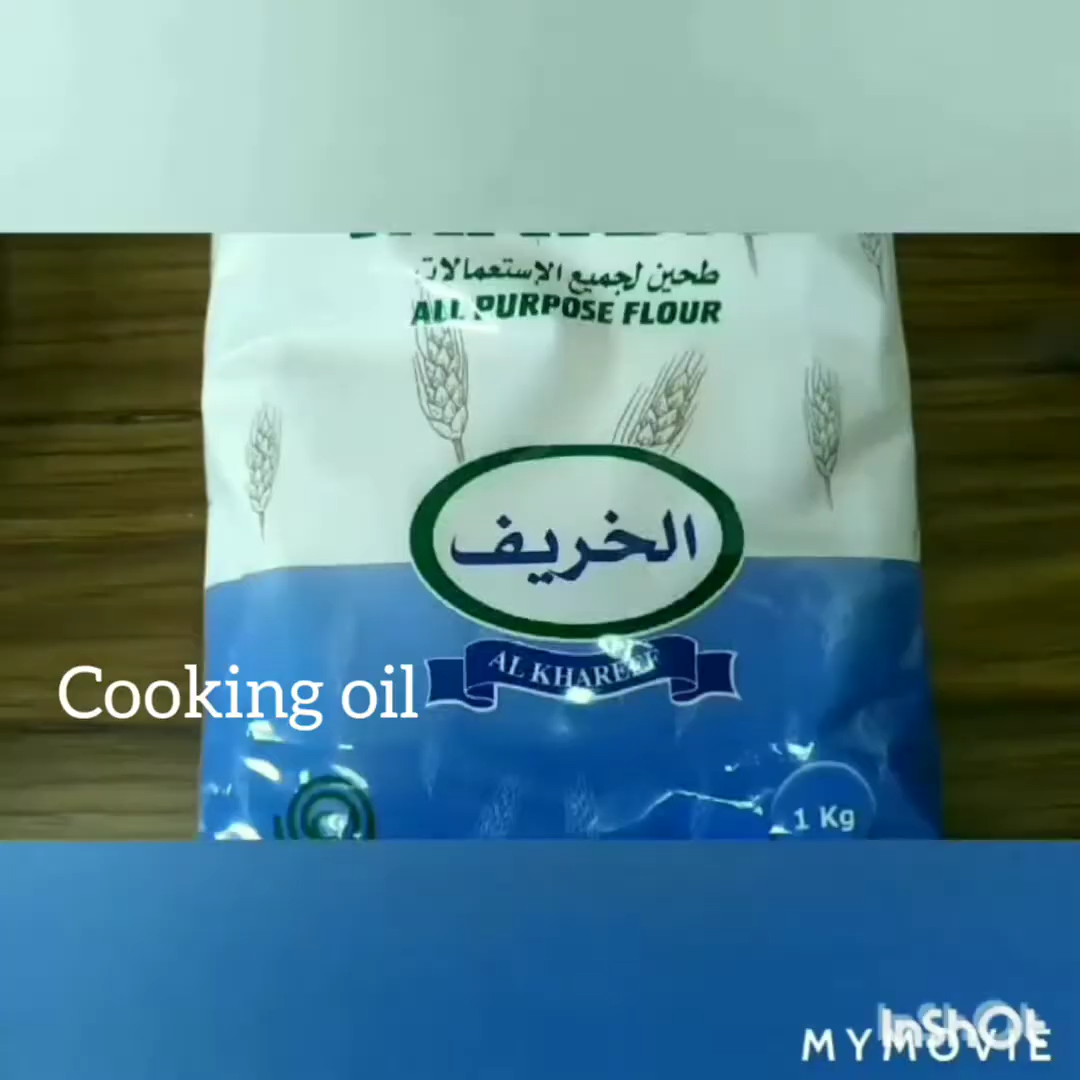 طحين لجميع الإستعمالات
ALL PURPOSE FLOUR
الخريف
AL KHAREEF
Cooking oil
1 Kg
InShOt
MYMOVIE